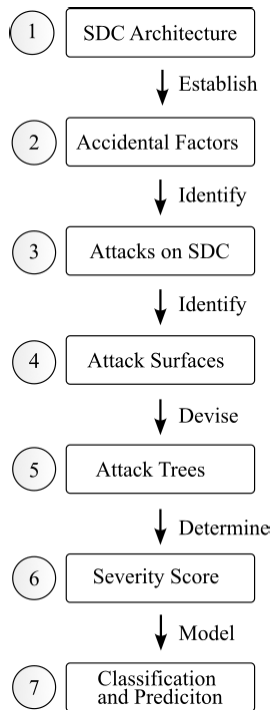 1 SDC Architecture
Establish
2 Accidental Factors
Identify
3 Attacks on SDC
Identify
4 Attack Surfaces
Devise
5 Attack Trees
Determine
6 Severity Score
Model
7 Classification
and Prediciton